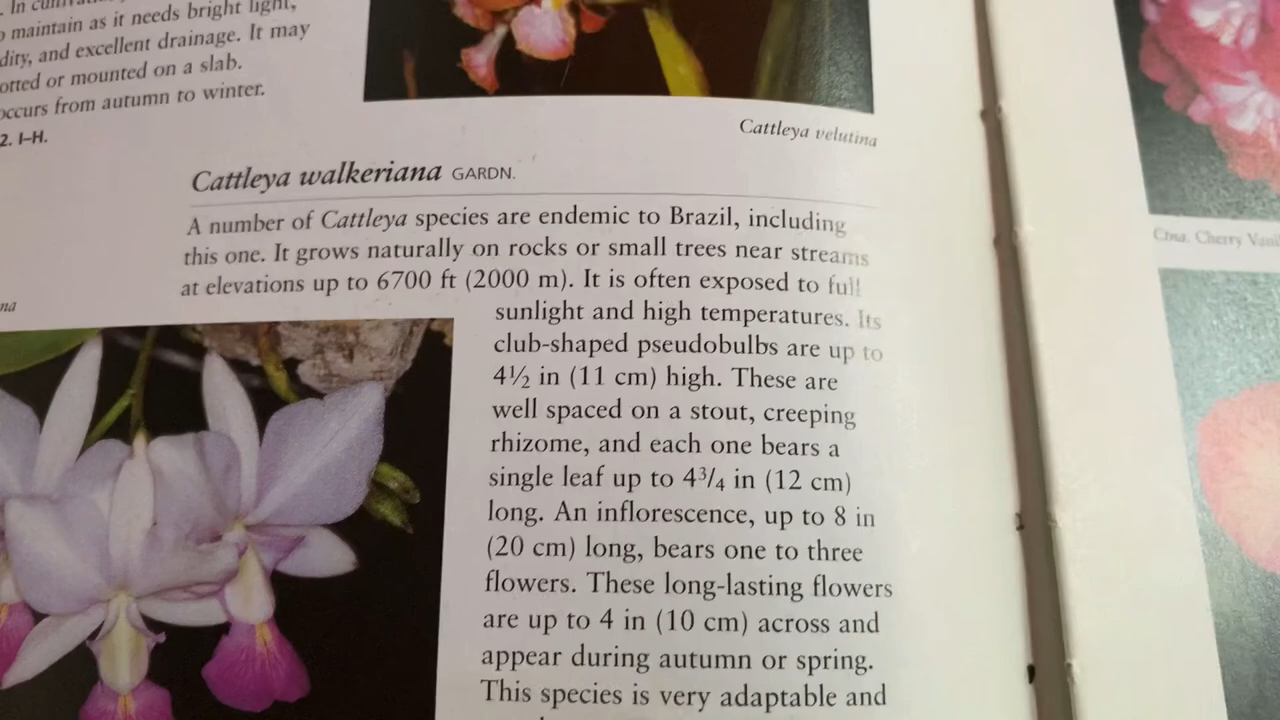 . In
maintain as it needs bright light,
and excellent drainage. It may
or mounted on a slab.
occurs from autumn to winter.
2. I–H.
Cattleya velutina
Cattleya walkeriana GARDN.
A number of Cattleya species are endemic to Brazil, including
this one. It grows naturally on rocks or small trees near streams
at elevations up to 6700 ft (2000 m). It is often exposed to full
sunlight and high temperatures. Its
club-shaped pseudobulbs are up to
4½ in (11 cm) high. These are
well spaced on a stout, creeping
rhizome, and each one bears a
single leaf up to 4¾ in (12 cm)
long. An inflorescence, up to 8 in
(20 cm) long, bears one to three
flowers. These long-lasting flowers
are up to 4 in (10 cm) across and
appear during autumn or spring.
This species is very adaptable and
Ctna. Cherry